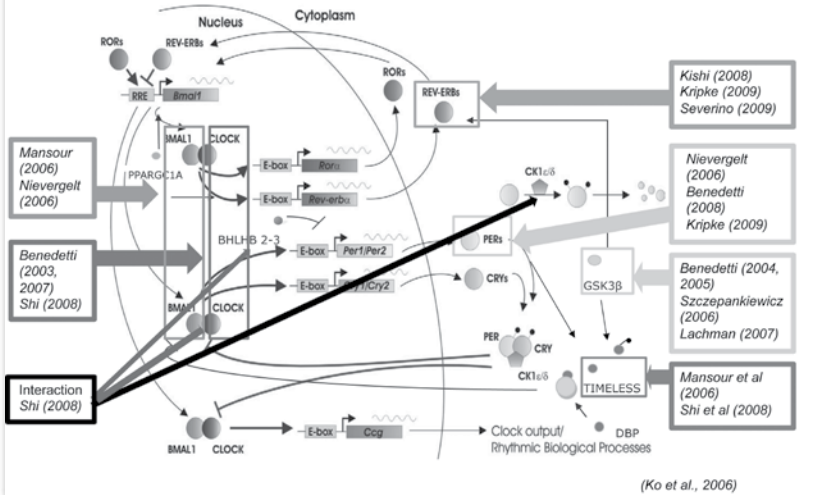 Nucleus
Cytoplasm
RORs
REV-ERBs
RRE
Bmal1
RORs
REV-ERBs
Kishi (2008)
Kripke (2009)
Severino (2009)
BMAL1
CLOCK
Mansour
(2006)
Nievergelt
(2006)
PPARGC1A
E-box
Rorα
E-box
Rev-erbα
CK1ε/δ
Nievergelt
(2006)
Benedetti
(2008)
Kripke (2009)
BHLHB 2-3
E-box
Per1/Per2
PERs
Benedetti
(2003,
2007)
Shi (2008)
E-box
Cry1/Cry2
CRYs
GSK3β
Benedetti (2004,
2005)
Szczepankiewicz
(2006)
Lachman (2007)
BMAL1
CLOCK
PER
CRY
CK1ε/δ
Interaction
Shi (2008)
TIMELESS
Mansour et al
(2006)
Shi et al (2008)
BMAL1
CLOCK
E-box
Ccg
Clock output/
Rhythmic Biological Processes
DBP
(Ko et al., 2006)